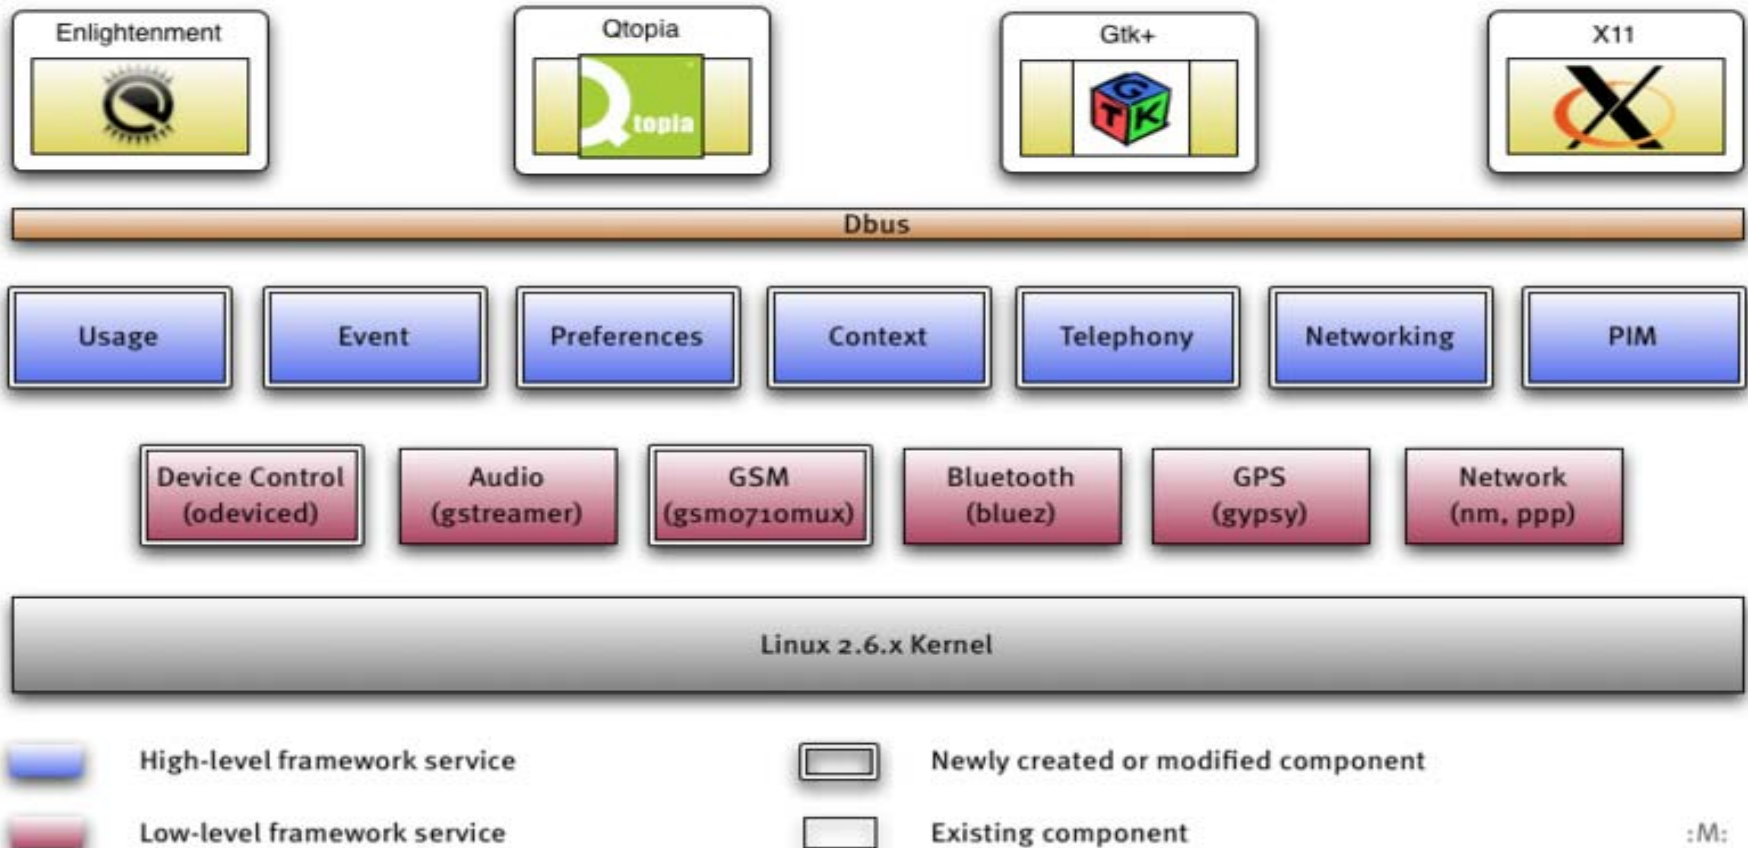 Enlightenment
Qtopia
topia
Gtk+
G
T
K
X11
Dbus
Usage
Event
Preferences
Context
Telephony
Networking
PIM
Device Control
(odeviced)
Audio
(gstreamer)
GSM
(gsm0710mux)
Bluetooth
(bluez)
GPS
(gypsy)
Network
(nm, ppp)
Linux 2.6.x Kernel
High-level framework service
Newly created or modified component
Low-level framework service
Existing component
:M: